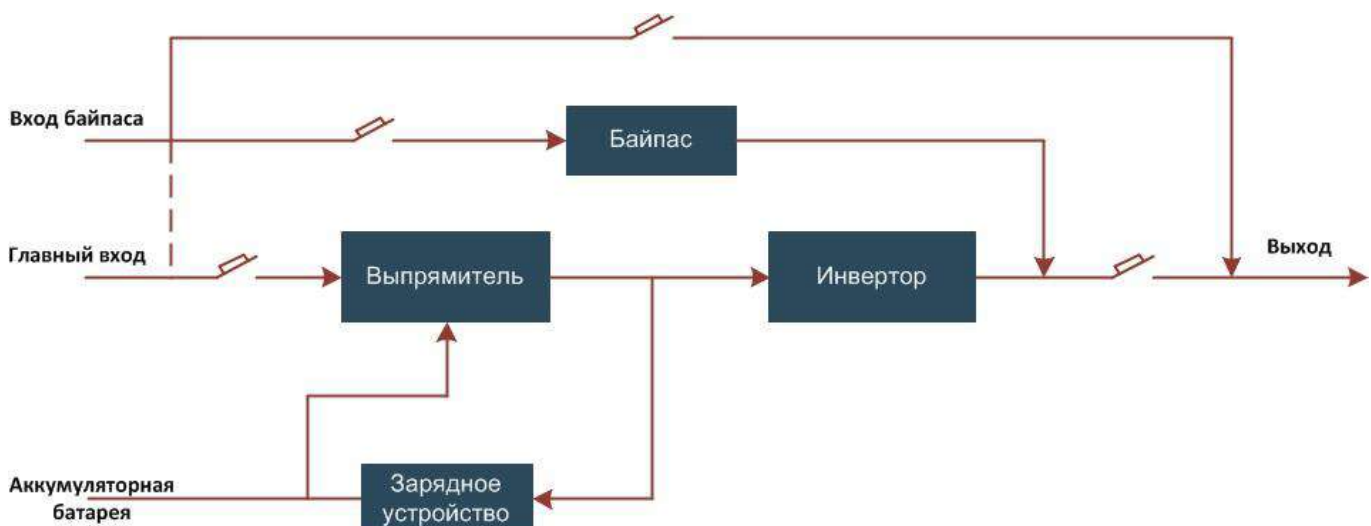 Вход байпаса
Байпас
Главный вход
Выпрямитель
Инвертор
Выход
Аккумуляторная
батарея
Зарядное
устройство